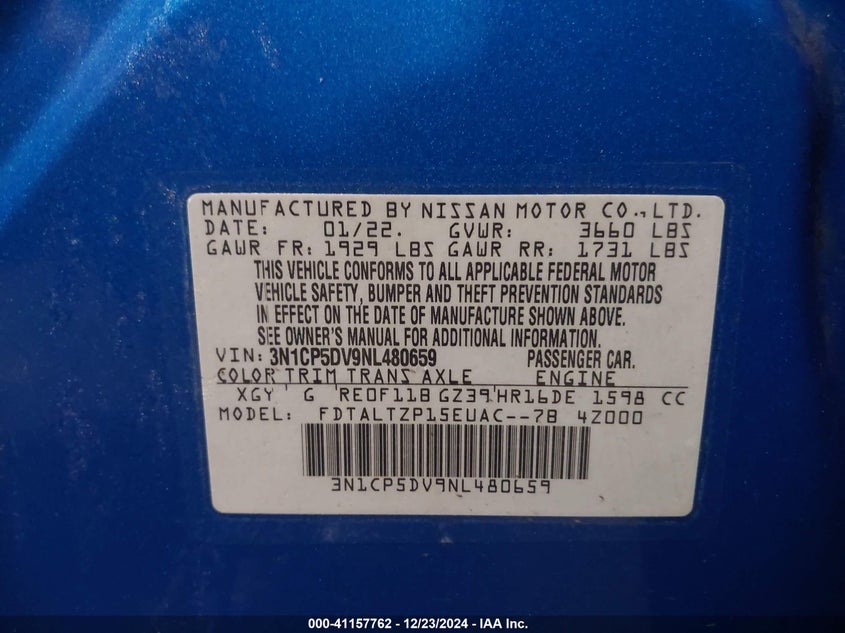 MANUFACTURED BY NISSAN MOTOR CO., LTD.
DATE: 01/22. GVWR: 3660 LBS
GAWR FR: 1929 LBS GAWR RR: 1731 LBS
THIS VEHICLE CONFORMS TO ALL APPLICABLE FEDERAL MOTOR
VEHICLE SAFETY, BUMPER AND THEFT PREVENTION STANDARDS
IN EFFECT ON THE DATE OF MANUFACTURE SHOWN ABOVE.
SEE OWNER'S MANUAL FOR ADDITIONAL INFORMATION.
VIN: 3N1CP5DV9NL480659 PASSENGER CAR.
COLOR TRIM TRANS AXLE ENGINE
XGY G RE0F11B GZ39 HR16DE 1598 CC
MODEL: FDTALTZP15EUAC--7B 4Z000
3N1CP5DV9NL480659
000-41157762 - 12/23/2024 - IAA Inc.